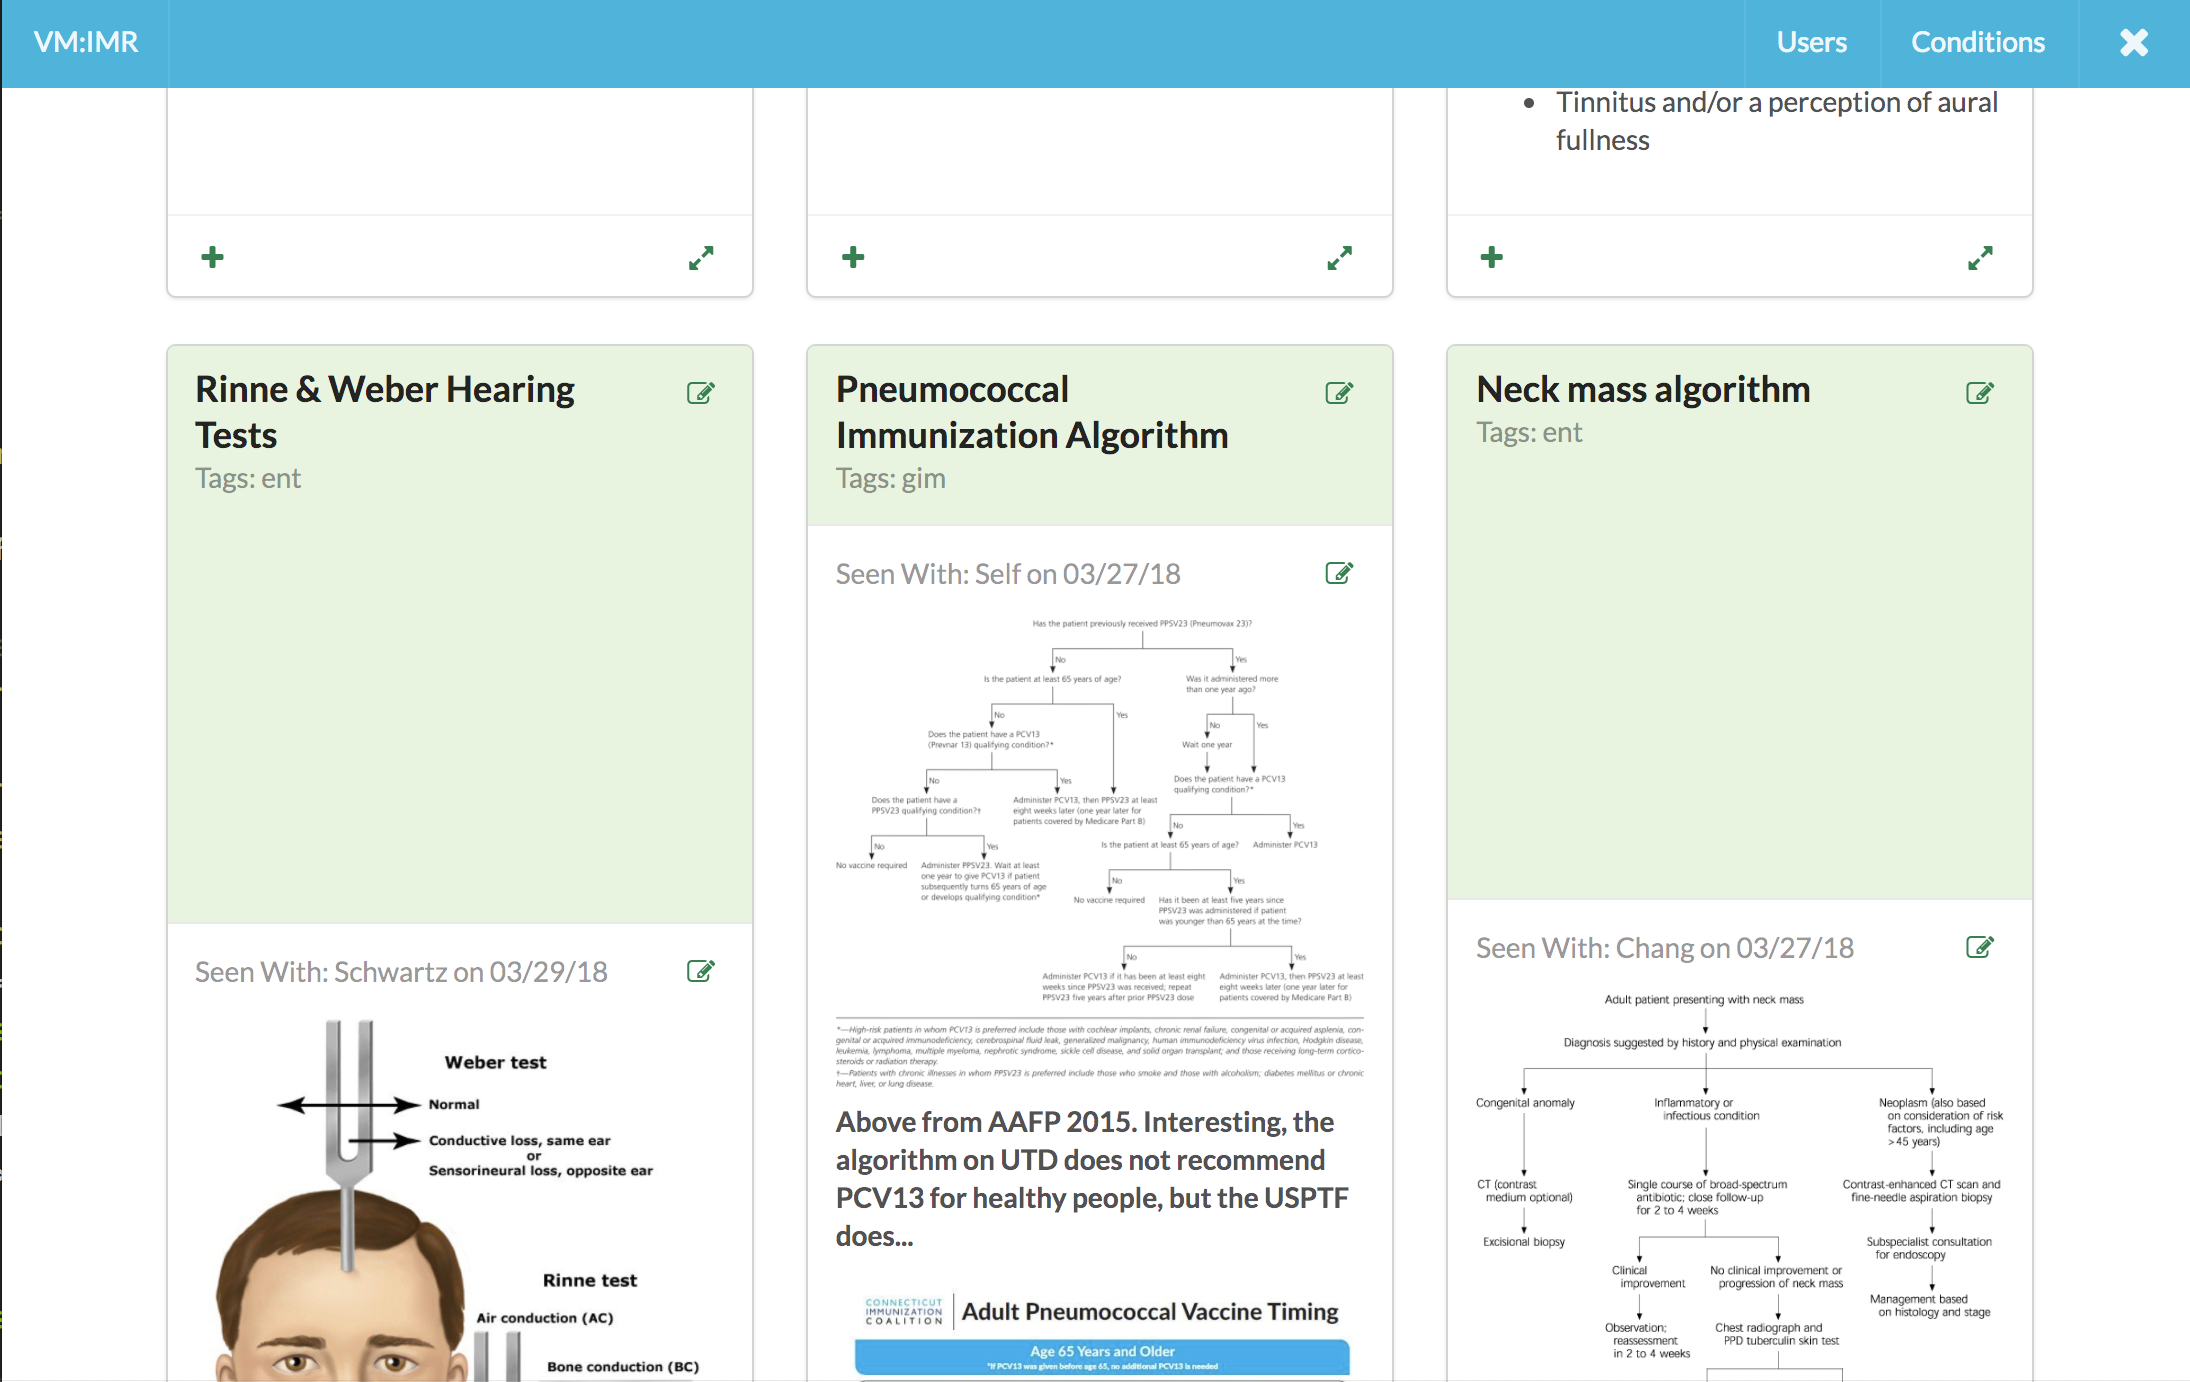 VM:IMR
Users
Conditions
Tinnitus and/or a perception of aural
fullness
Rinne & Weber Hearing
Tests
Tags: ent
Seen With: Schwartz on 03/29/18
Weber test
Normal
Conductive loss, same ear
or
Sensorineural loss, opposite ear
Rinne test
Air conduction (AC)
Bone conduction (BC)
Pneumococcal
Immunization Algorithm
Tags: gim
Seen With: Self on 03/27/18
Has the patient previously received PPSV23 (Pneumovax 23)?
No
Yes
Is the patient at least 65 years of age?
Was it administered more
than one year ago?
No
Yes
No
Yes
Does the patient have a PCV13
(Prevnar 13) qualifying condition?*
Wait one year
No
Yes
Does the patient have a PCV13
qualifying condition?*
Does the patient have a
PPSV23 qualifying condition?†
Administer PCV13, then PPSV23 at least
eight weeks later (one year later for
patients covered by Medicare Part B)
No
Yes
No
Yes
Is the patient at least 65 years of age?
Administer PCV13
No vaccine required
Administer PPSV23. Wait at least
one year to give PCV13 if patient
subsequently turns 65 years of age
or develops qualifying condition*
No
Yes
No vaccine required
Has it been at least five years since
PPSV23 was administered if patient
was younger than 65 years at the time?
No
Yes
Administer PCV13 if it has been at least eight
weeks since PPSV23 was received; repeat
PPSV23 five years after prior PPSV23 dose
Administer PCV13, then PPSV23 at least
eight weeks later (one year later for
patients covered by Medicare Part B)
*—High-risk patients in whom PCV13 is preferred include those with cochlear implants, chronic renal failure, congenital or acquired asplenia, con-
genital or acquired immunodeficiency, cerebrospinal fluid leak, generalized malignancy, human immunodeficiency virus infection, Hodgkin disease,
leukemia, lymphoma, multiple myeloma, nephrotic syndrome, sickle cell disease, and solid organ transplant; and those receiving long-term cortico-
steroids or radiation therapy.
†—Patients with chronic illnesses in whom PPSV23 is preferred include those who smoke and those with alcoholism; diabetes mellitus or chronic
heart, liver, or lung disease.
Above from AAFP 2015. Interesting, the
algorithm on UTD does not recommend
PCV13 for healthy people, but the USPTF
does...
CONNECTICUT
IMMUNIZATION
COALITION
Adult Pneumococcal Vaccine Timing
Age 65 Years and Older
*If PCV13 was given before age 65, no additional PCV13 is needed
Neck mass algorithm
Tags: ent
Seen With: Chang on 03/27/18
Adult patient presenting with neck mass
Diagnosis suggested by history and physical examination
Congenital anomaly
Inflammatory or
infectious condition
Neoplasm (also based
on consideration of risk
factors, including age
>45 years)
CT (contrast
medium optional)
Single course of broad-spectrum
antibiotic; close follow-up
for 2 to 4 weeks
Contrast-enhanced CT scan and
fine-needle aspiration biopsy
Excisional biopsy
Subspecialist consultation
for endoscopy
Clinical
improvement
No clinical improvement or
progression of neck mass
Management based
on histology and stage
Observation;
reassessment
in 2 to 4 weeks
Chest radiograph and
PPD tuberculin skin test